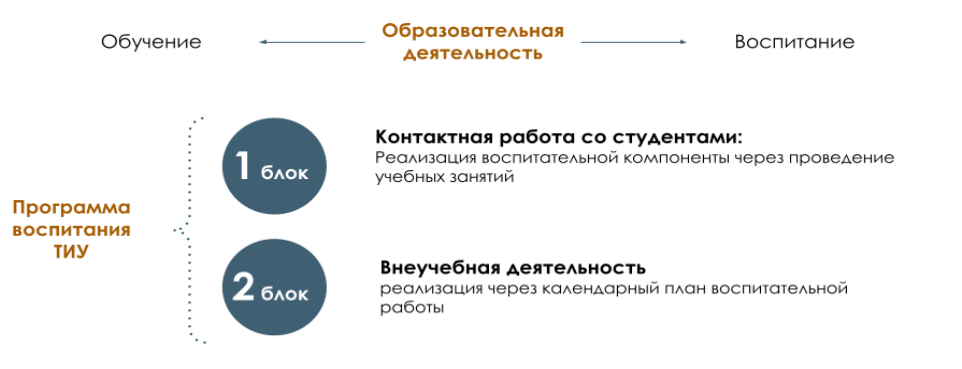 Обучение
Образовательная
деятельность
Воспитание
Программа
воспитания
ТИУ
1 блок
Контактная работа со студентами:
Реализация воспитательной компоненты через проведение
учебных занятий
2 блок
Внеучебная деятельность
реализация через календарный план воспитательной
работы